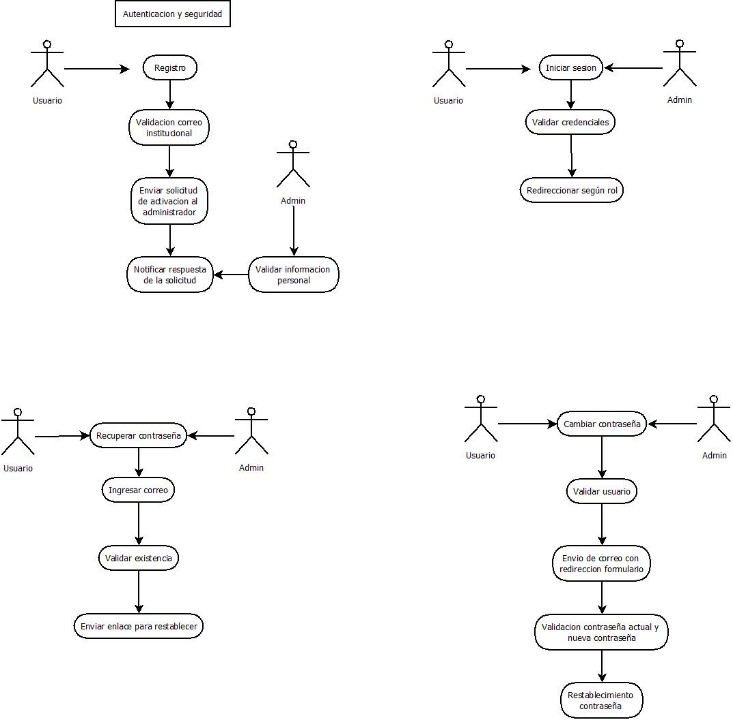 Autenticacion y seguridad
Usuario
Registro
Validacion correo
institucional
Enviar solicitud
de activacion al
administrador
Admin
Notificar respuesta
de la solicitud
Validar informacion
personal
Usuario
Iniciar sesion
Admin
Validar credenciales
Redireccionar según rol
Usuario
Recuperar contraseña
Admin
Ingresar correo
Validar existencia
Enviar enlace para restablecer
Usuario
Cambiar contraseña
Admin
Validar usuario
Envio de correo con
redireccion formulario
Validacion contraseña actual y
nueva contraseña
Restablecimiento
contraseña